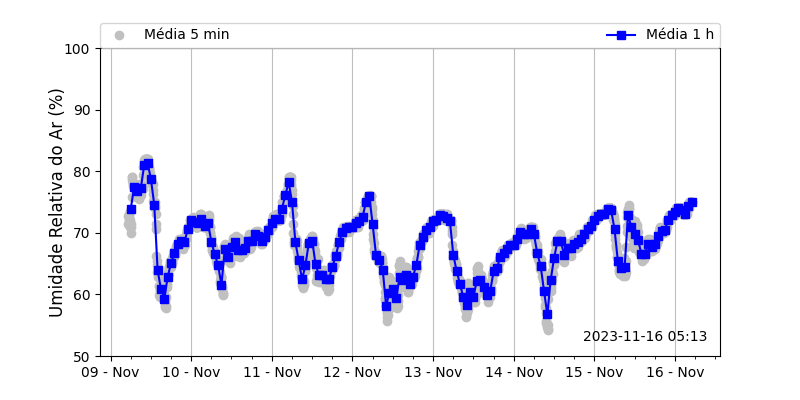 Média 5 min
Média 1 h
Umidade Relativa do Ar (%)
100
90
80
70
60
50
2023-11-16 05:13
09 - Nov
10 - Nov
11 - Nov
12 - Nov
13 - Nov
14 - Nov
15 - Nov
16 - Nov